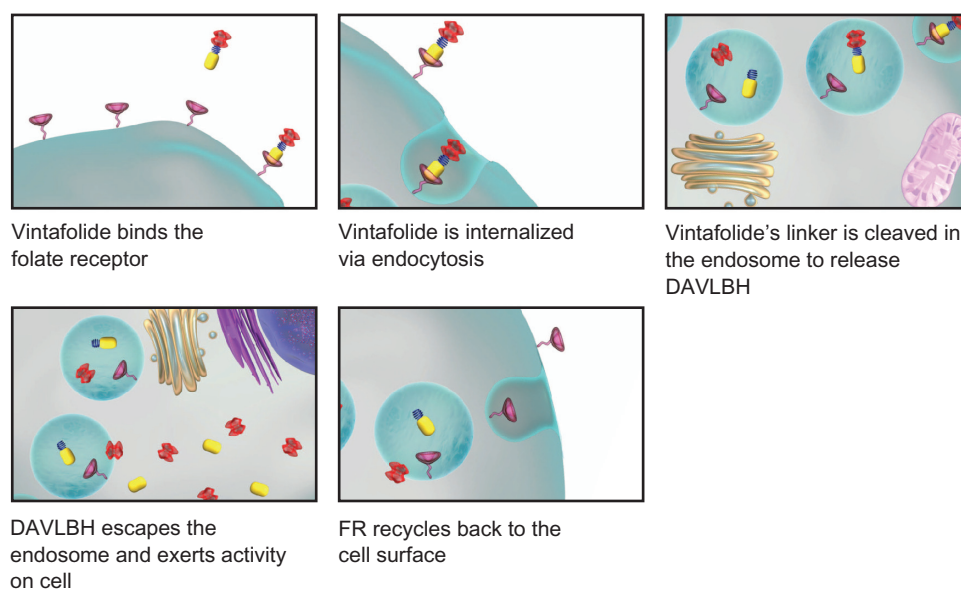 Vintafolide binds the
folate receptor
Vintafolide is internalized
via endocytosis
Vintafolide's linker is cleaved in
the endosome to release
DAVLBH
DAVLBH escapes the
endosome and exerts activity
on cell
FR recycles back to the
cell surface